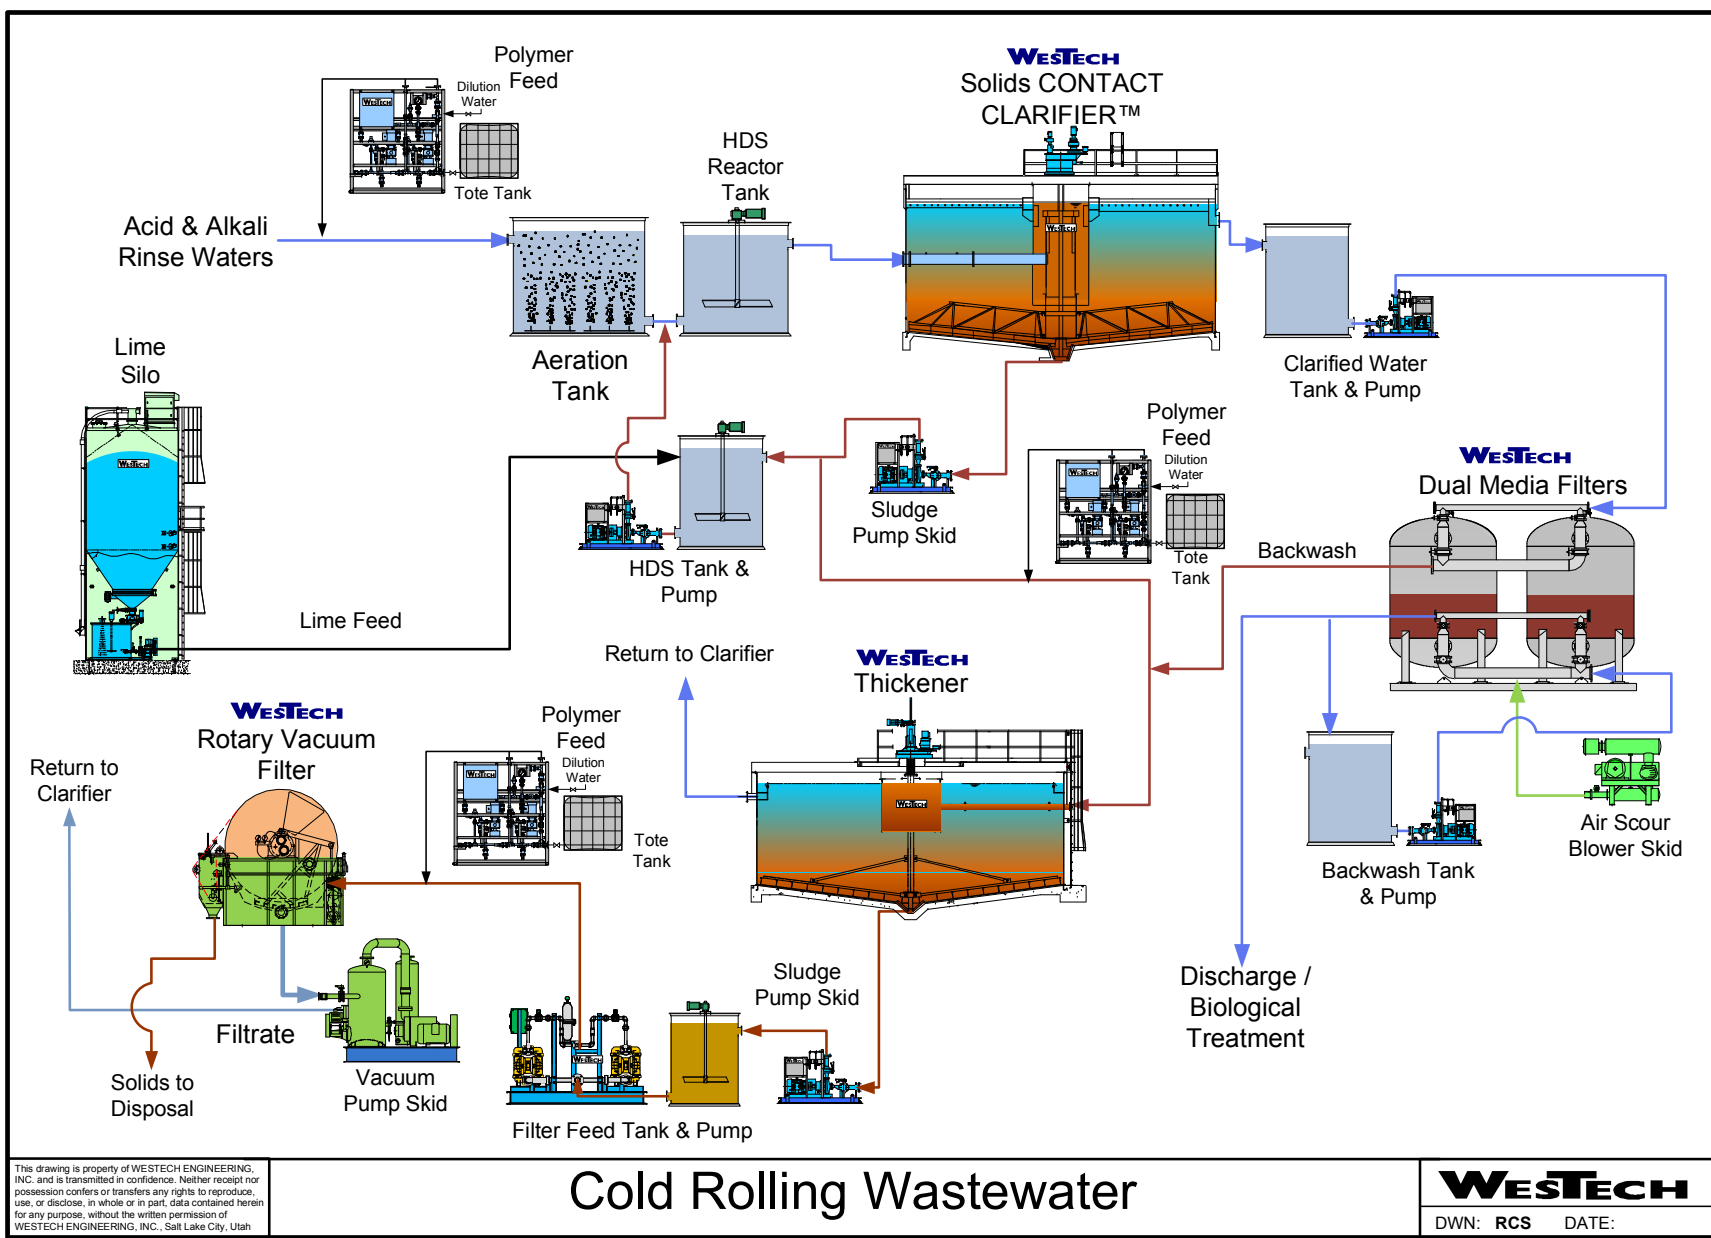 Polymer
Feed
Dilution
Water
WESTECH
Tote Tank
WESTECH
Solids CONTACT
CLARIFIER™
HDS
Reactor
Tank
Acid & Alkali
Rinse Waters
WESTECH
Aeration
Tank
Clarified Water
Tank & Pump
Lime
Silo
WESTECH
Polymer
Feed
Dilution
Water
Tote
Tank
Sludge
Pump Skid
HDS Tank &
Pump
WESTECH
Dual Media Filters
Backwash
Lime Feed
Return to Clarifier
WESTECH
Thickener
WESTECH
WESTECH
Rotary Vacuum
Filter
Polymer
Feed
Dilution
Water
WESTECH
Tote
Tank
Return to
Clarifier
Air Scour
Blower Skid
Backwash Tank
& Pump
Sludge
Pump Skid
Discharge /
Biological
Treatment
Filtrate
WESTECH
Solids to
Disposal
Vacuum
Pump Skid
Filter Feed Tank & Pump
This drawing is property of WESTECH ENGINEERING,
INC. and is transmitted in confidence. Neither receipt nor
possession confers or transfers any rights to reproduce,
use, or disclose, in whole or in part, data contained herein
for any purpose, without the written permission of
WESTECH ENGINEERING, INC., Salt Lake City, Utah
Cold Rolling Wastewater
WESTECH
DWN: RCS DATE: